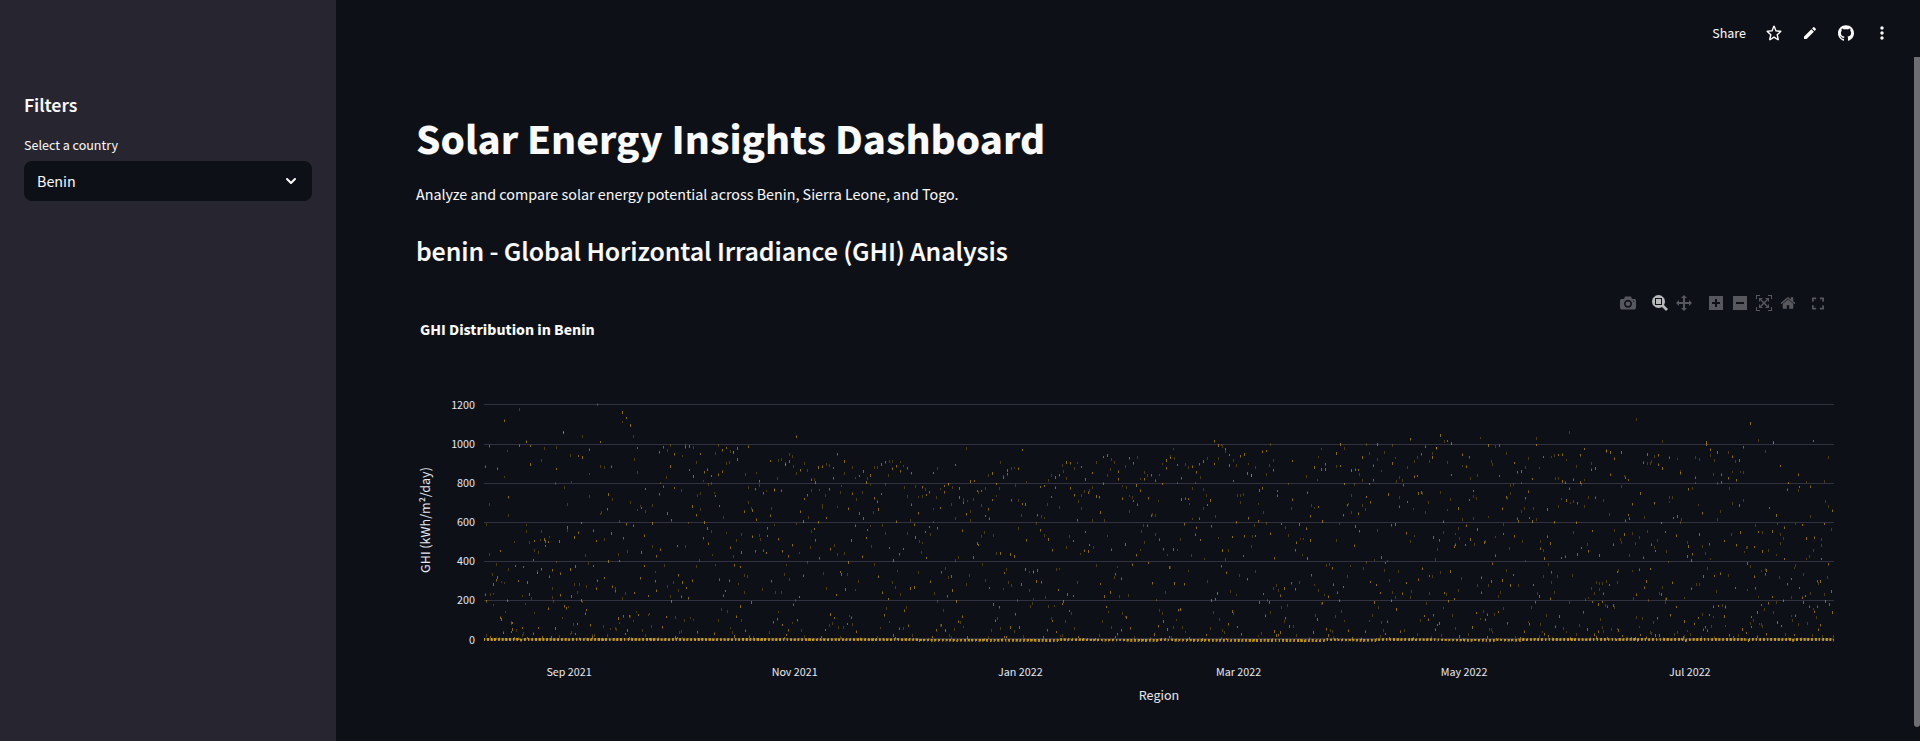 Share
Filters
Select a country
Benin
Solar Energy Insights Dashboard
Analyze and compare solar energy potential across Benin, Sierra Leone, and Togo.
benin - Global Horizontal Irradiance (GHI) Analysis
GHI Distribution in Benin
GHI (kWh/m²/day)
1200
1000
800
600
400
200
0
Sep 2021 Nov 2021 Jan 2022 Mar 2022 May 2022 Jul 2022
Region